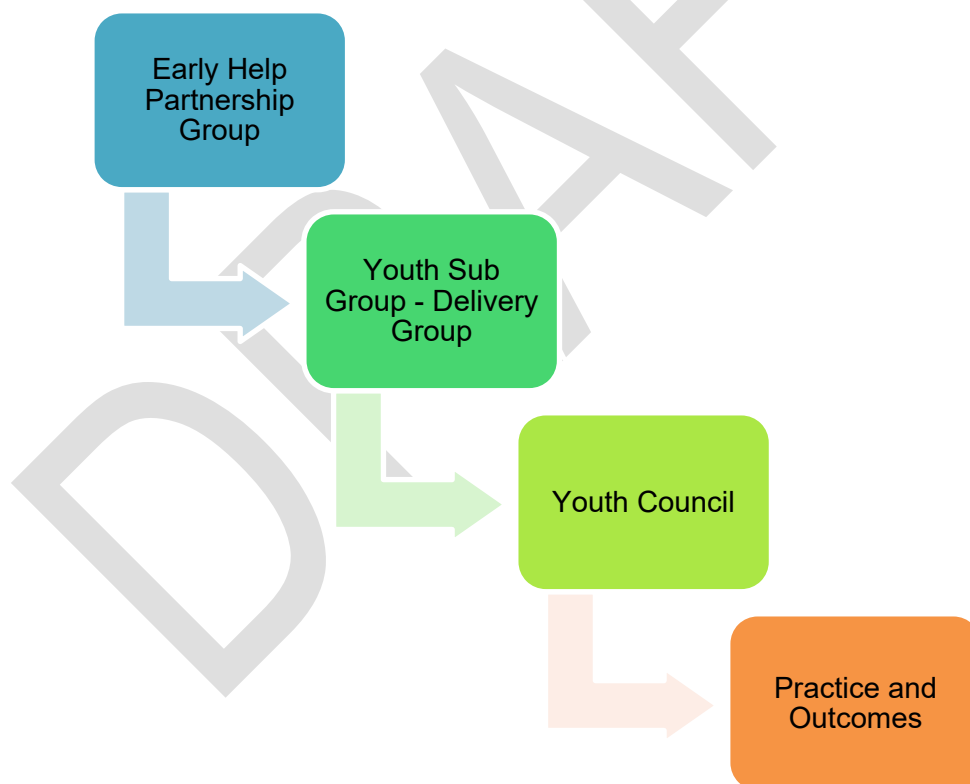 Early Help
Partnership
Group
Youth Sub
Group - Delivery
Group
Youth Council
Practice and
Outcomes
DRAF